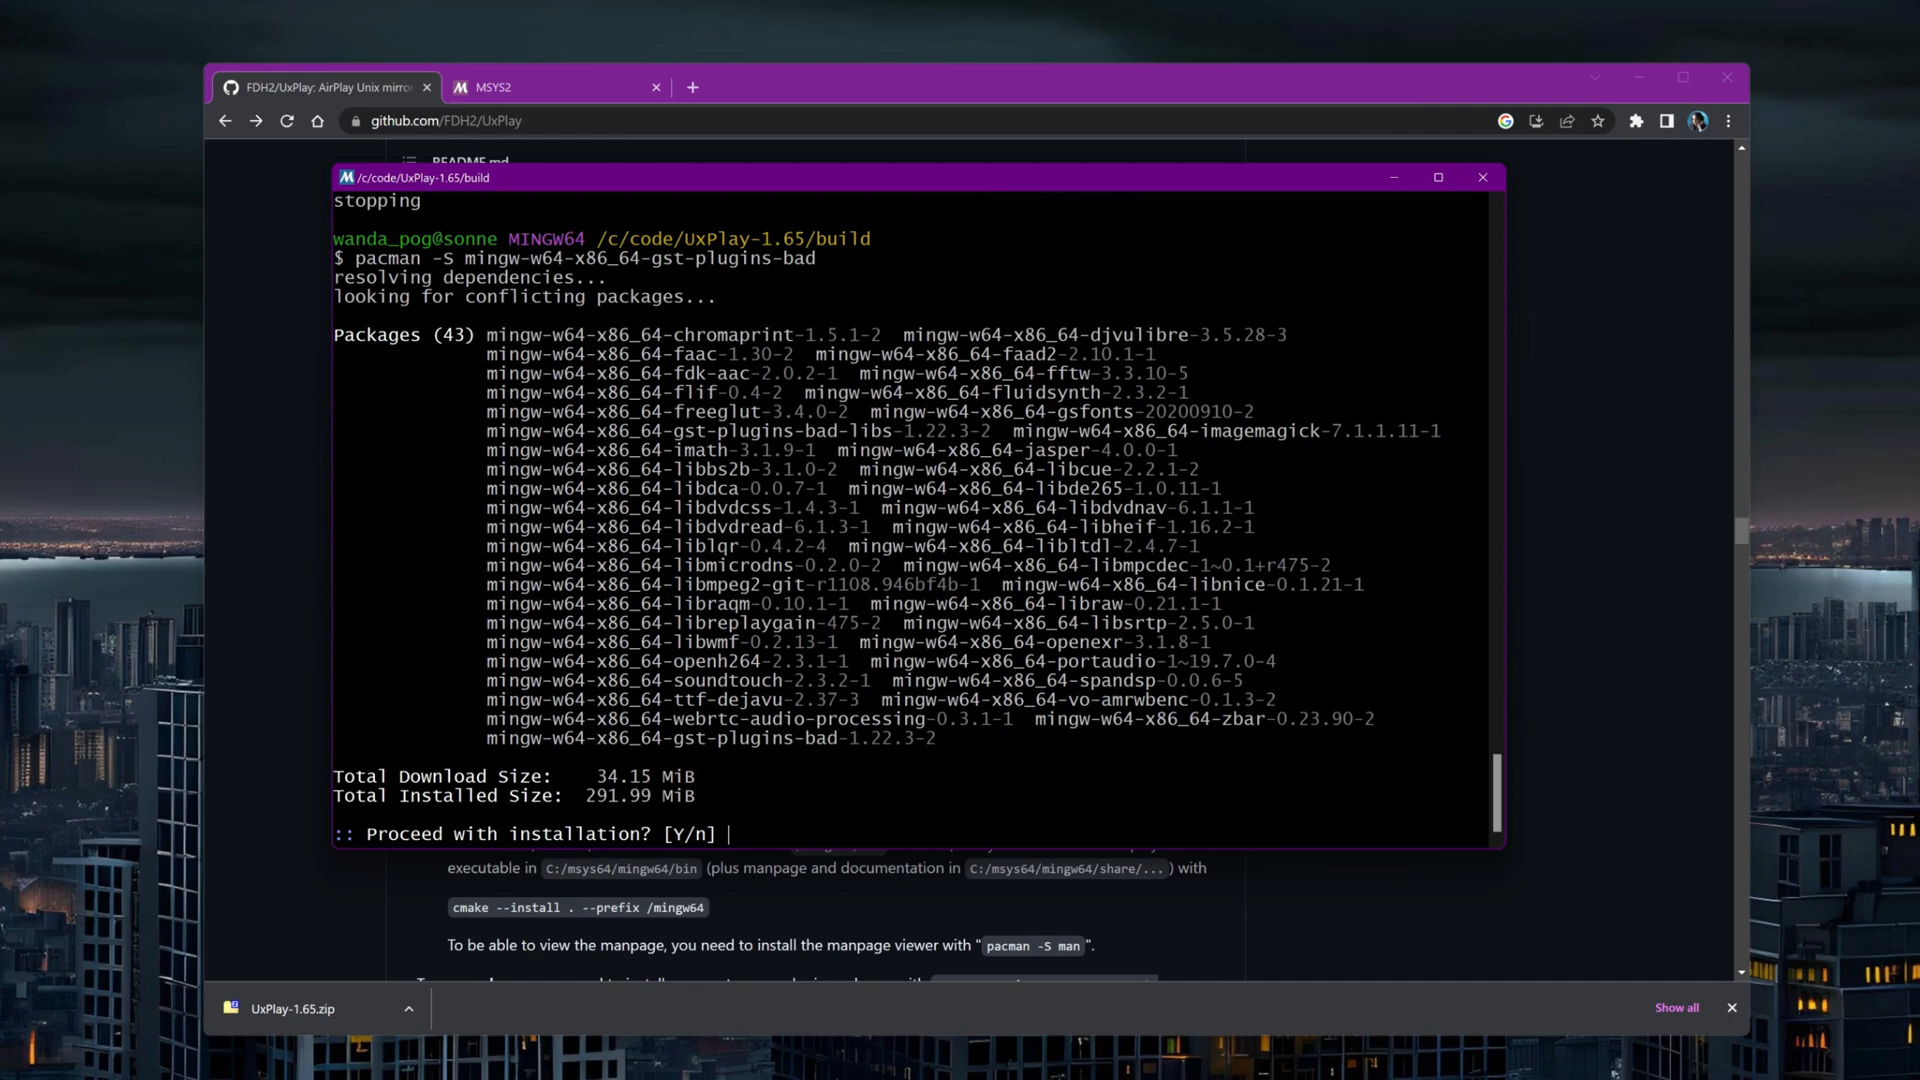 FDH2/UxPlay: AirPlay Unix mirror
MSYS2
github.com/FDH2/UxPlay
README.md
/c/code/UxPlay-1.65/build
stopping
wanda_pog@sonne MINGW64 /c/code/UxPlay-1.65/build
$ pacman -S mingw-w64-x86_64-gst-plugins-bad
resolving dependencies...
looking for conflicting packages...
Packages (43) mingw-w64-x86_64-chromaprint-1.5.1-2 mingw-w64-x86_64-djvulibre-3.5.28-3
mingw-w64-x86_64-faac-1.30-2 mingw-w64-x86_64-faad2-2.10.1-1
mingw-w64-x86_64-fdk-aac-2.0.2-1 mingw-w64-x86_64-fftw-3.3.10-5
mingw-w64-x86_64-flif-0.4-2 mingw-w64-x86_64-fluidsynth-2.3.2-1
mingw-w64-x86_64-freeglut-3.4.0-2 mingw-w64-x86_64-gsfonts-20200910-2
mingw-w64-x86_64-gst-plugins-bad-libs-1.22.3-2 mingw-w64-x86_64-imagemagick-7.1.1.11-1
mingw-w64-x86_64-imath-3.1.9-1 mingw-w64-x86_64-jasper-4.0.0-1
mingw-w64-x86_64-libbs2b-3.1.0-2 mingw-w64-x86_64-libcue-2.2.1-2
mingw-w64-x86_64-libdca-0.0.7-1 mingw-w64-x86_64-libde265-1.0.11-1
mingw-w64-x86_64-libdvdcss-1.4.3-1 mingw-w64-x86_64-libdvdnav-6.1.1-1
mingw-w64-x86_64-libdvdread-6.1.3-1 mingw-w64-x86_64-libheif-1.16.2-1
mingw-w64-x86_64-liblqr-0.4.2-4 mingw-w64-x86_64-libltdl-2.4.7-1
mingw-w64-x86_64-libmicrodns-0.2.0-2 mingw-w64-x86_64-libmpcdec-1~0.1+r475-2
mingw-w64-x86_64-libmpeg2-git-r1108.946bf4b-1 mingw-w64-x86_64-libnice-0.1.21-1
mingw-w64-x86_64-libraqm-0.10.1-1 mingw-w64-x86_64-libraw-0.21.1-1
mingw-w64-x86_64-libreplaygain-475-2 mingw-w64-x86_64-libsrtp-2.5.0-1
mingw-w64-x86_64-libwmf-0.2.13-1 mingw-w64-x86_64-openexr-3.1.8-1
mingw-w64-x86_64-openh264-2.3.1-1 mingw-w64-x86_64-portaudio-1~19.7.0-4
mingw-w64-x86_64-soundtouch-2.3.2-1 mingw-w64-x86_64-spandsp-0.0.6-5
mingw-w64-x86_64-ttf-dejavu-2.37-3 mingw-w64-x86_64-vo-amrwbenc-0.1.3-2
mingw-w64-x86_64-webrtc-audio-processing-0.3.1-1 mingw-w64-x86_64-zbar-0.23.90-2
mingw-w64-x86_64-gst-plugins-bad-1.22.3-2
Total Download Size: 34.15 MiB
Total Installed Size: 291.99 MiB
:: Proceed with installation? [Y/n]
executable in C:/msys64/mingw64/bin (plus manpage and documentation in C:/msys64/mingw64/share/... ) with
cmake --install . --prefix /mingw64
To be able to view the manpage, you need to install the manpage viewer with "pacman -S man".
UxPlay-1.65.zip
Show all